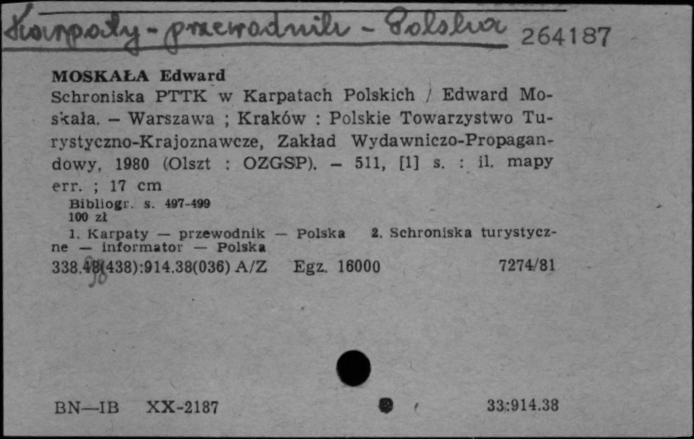 Karpaty - przewodnik - Polska 264187
MOSKAŁA Edward
Schroniska PTTK w Karpatach Polskich / Edward Mo-
skała. — Warszawa ; Kraków : Polskie Towarzystwo Tu-
rystyczno-Krajoznawcze, Zakład Wydawniczo-Propagan-
dowy, 1980 (Olszt : OZGSP). — 511, [1] s. : il. mapy
err. ; 17 cm
Bibliogr. s. 497-499
100 zł
1. Karpaty — przewodnik — Polska 2. Schroniska turystycz-
ne — informator — Polska
338.48(438):914.38(036) A/Z Egz. 16000 7274/81
BN—IB XX-2187 33:914.38